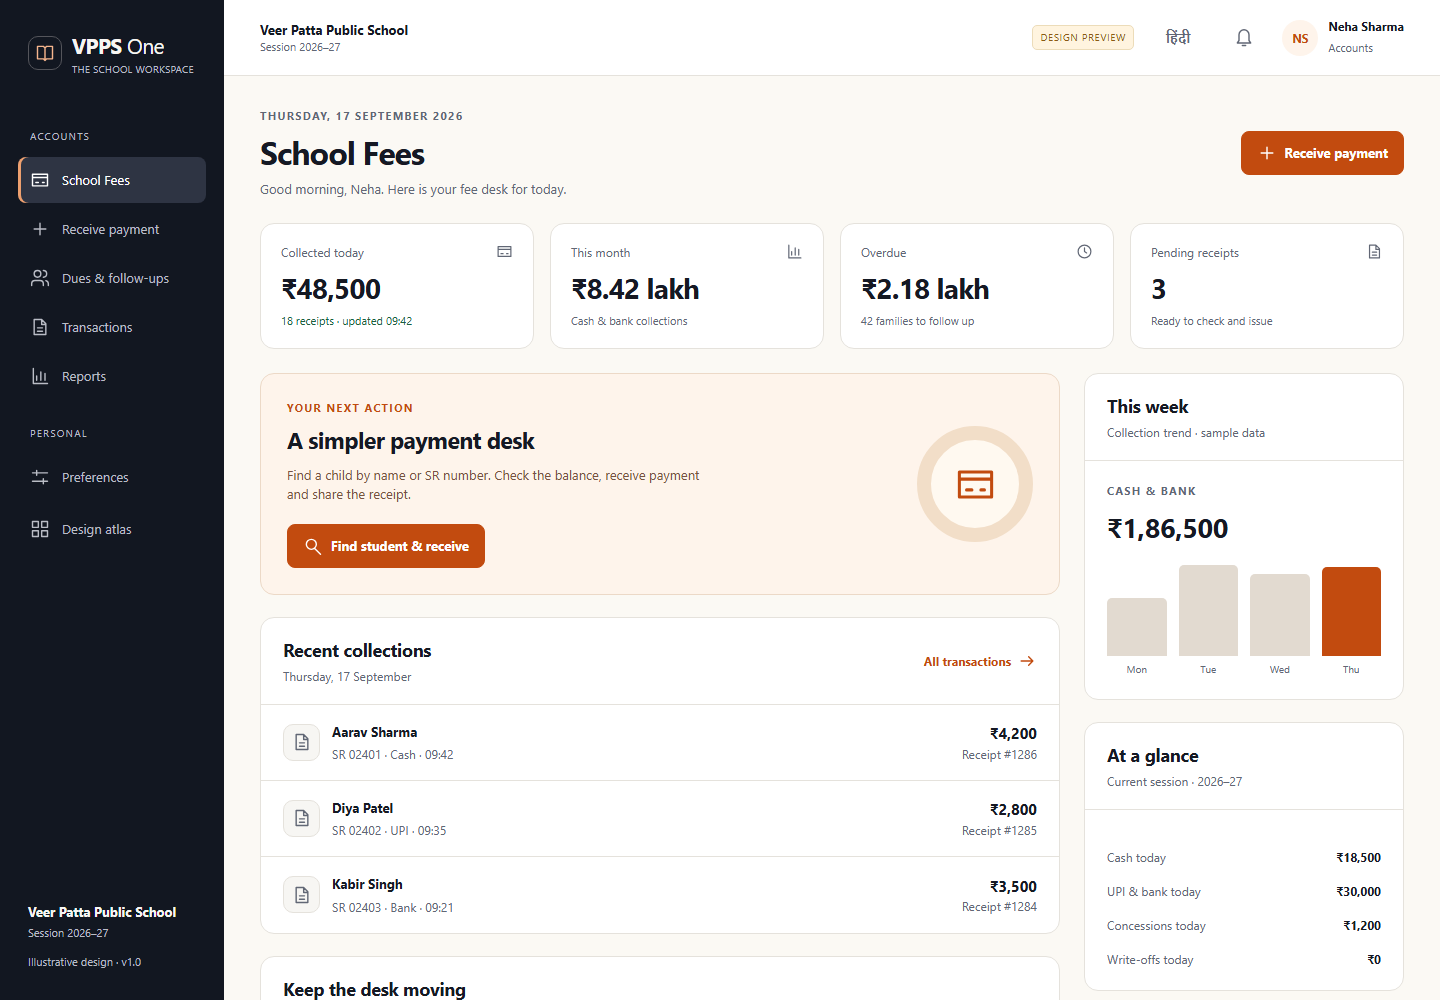 VPPS One
THE SCHOOL WORKSPACE
ACCOUNTS
School Fees
Receive payment
Dues & follow-ups
Transactions
Reports
PERSONAL
Preferences
Design atlas
Veer Patta Public School
Session 2026–27
Illustrative design · v1.0
Veer Patta Public School
Session 2026–27
DESIGN PREVIEW
हिंदी
NS
Neha Sharma
Accounts
THURSDAY, 17 SEPTEMBER 2026
School Fees
Good morning, Neha. Here is your fee desk for today.
Receive payment
Collected today
₹48,500
18 receipts · updated 09:42
This month
₹8.42 lakh
Cash & bank collections
Overdue
₹2.18 lakh
42 families to follow up
Pending receipts
3
Ready to check and issue
YOUR NEXT ACTION
A simpler payment desk
Find a child by name or SR number. Check the balance, receive payment
and share the receipt.
Find student & receive
Recent collections
Thursday, 17 September
All transactions
Aarav Sharma
SR 02401 · Cash · 09:42
₹4,200
Receipt #1286
Diya Patel
SR 02402 · UPI · 09:35
₹2,800
Receipt #1285
Kabir Singh
SR 02403 · Bank · 09:21
₹3,500
Receipt #1284
Keep the desk moving
This week
Collection trend · sample data
CASH & BANK
₹1,86,500
Mon Tue Wed Thu
At a glance
Current session · 2026–27
Cash today ₹18,500
UPI & bank today ₹30,000
Concessions today ₹1,200
Write-offs today ₹0